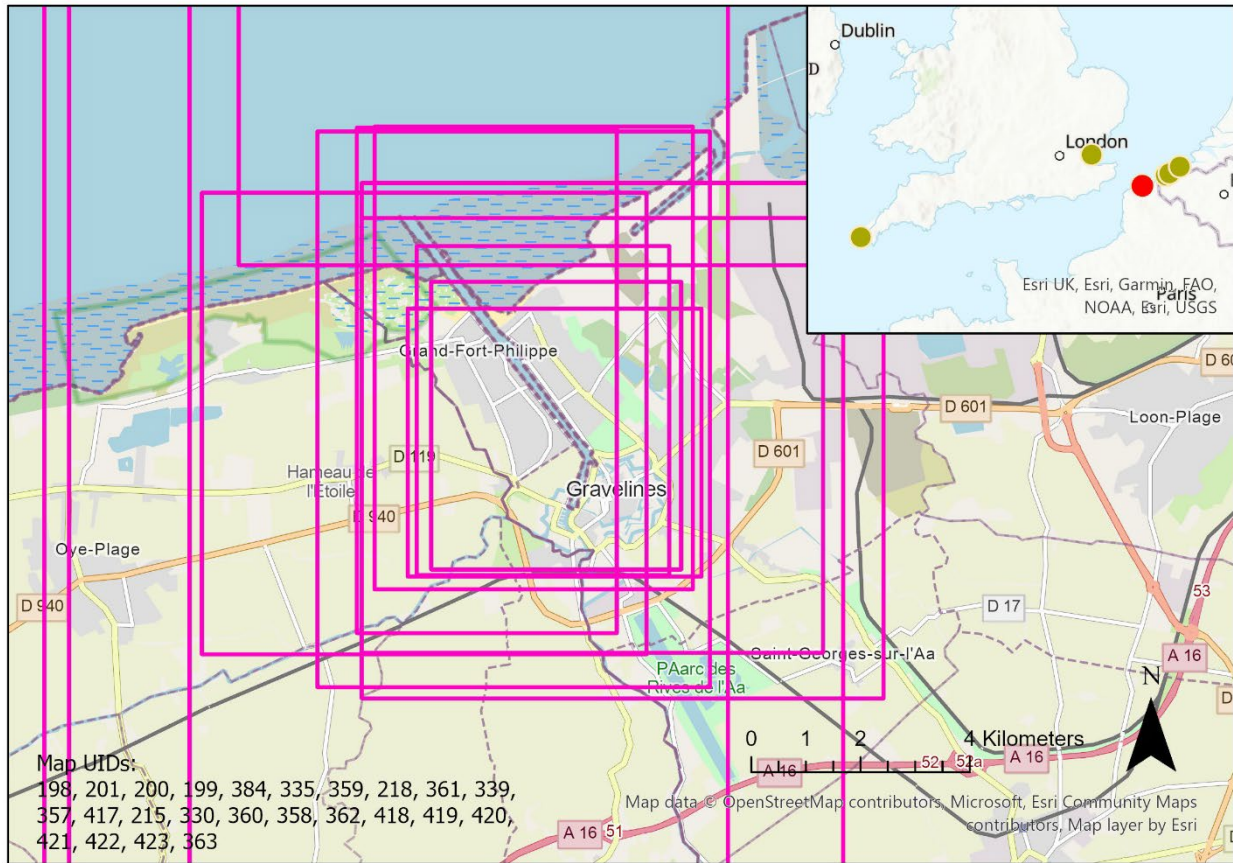 Dublin
D
London
Paris
Esri UK, Esri, Garmin, FAO,
NOAA, Esri, USGS
Grand-Fort-Philippe
D 601
D 60
Loon-Plage
D 119
D 601
Hameau de
l'Etoile
Gravelines
D 940
Oye-Plage
D 940
53
D 17
Saint-Georges-sur-l'Aa
A 16
PAarc des
Rives de l'Aa
D
N
0 1 2 4 Kilometers
52
52a
A 16
A 16
Map UIDs:
198, 201, 200, 199, 384, 335, 359, 218, 361, 339,
357, 417, 215, 330, 360, 358, 362, 418, 419, 420,
421, 422, 423, 363
A 16
51
Map data © OpenStreetMap contributors, Microsoft, Esri Community Maps
contributors, Map layer by Esri